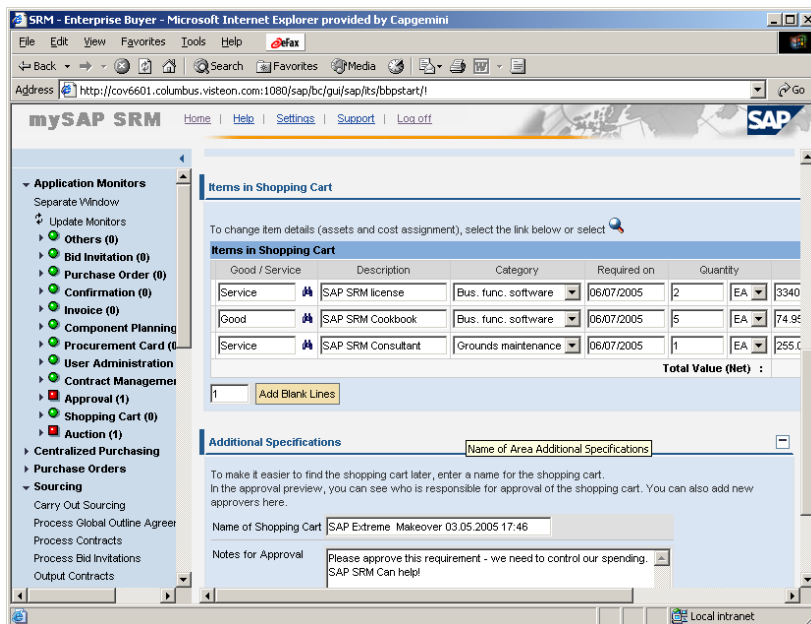 SRM - Enterprise Buyer - Microsoft Internet Explorer provided by Capgemini
File Edit View Favorites Tools Help eFax
Back Search Favorites Media
Address http://cov6601.columbus.visteon.com:1080/sap/bc/gui/sap/its/bbpstart/! Go
mySAP SRM Home | Help | Settings | Support | Log off SAP
Application Monitors
Separate Window
Update Monitors
Others (0)
Bid Invitation (0)
Purchase Order (0)
Confirmation (0)
Invoice (0)
Component Planning
Procurement Card (0
User Administration
Contract Managemer
Approval (1)
Shopping Cart (0)
Auction (1)
Centralized Purchasing
Purchase Orders
Sourcing
Carry Out Sourcing
Process Global Outline Agreer
Process Contracts
Process Bid Invitations
Output Contracts
Items in Shopping Cart
To change item details (assets and cost assignment), select the link below or select
Items in Shopping Cart
Good / Service Description Category Required on Quantity
Service SAP SRM license Bus. func. software 06/07/2005 2 EA 3340
Good SAP SRM Cookbook Bus. func. software 06/07/2005 5 EA 74.95
Service SAP SRM Consultant Grounds maintenance 06/07/2005 1 EA 255.0
Total Value (Net) :
1 Add Blank Lines
Additional Specifications
Name of Area Additional Specifications
To make it easier to find the shopping cart later, enter a name for the shopping cart.
In the approval preview, you can see who is responsible for approval of the shopping cart. You can also add new
approvers here.
Name of Shopping Cart SAP Extreme Makeover 03.05.2005 17:46
Notes for Approval Please approve this requirement - we need to control our spending.
SAP SRM Can help!
Local intranet